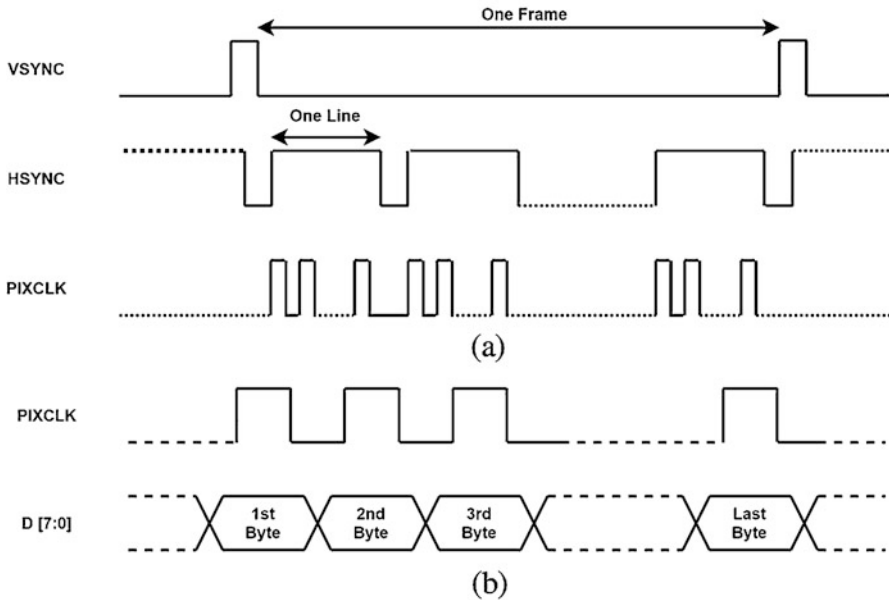 One Frame
VSYNC
One Line
HSYNC
PIXCLK
(a)
PIXCLK
D [7:0]
1st
Byte
2nd
Byte
3rd
Byte
Last
Byte
(b)